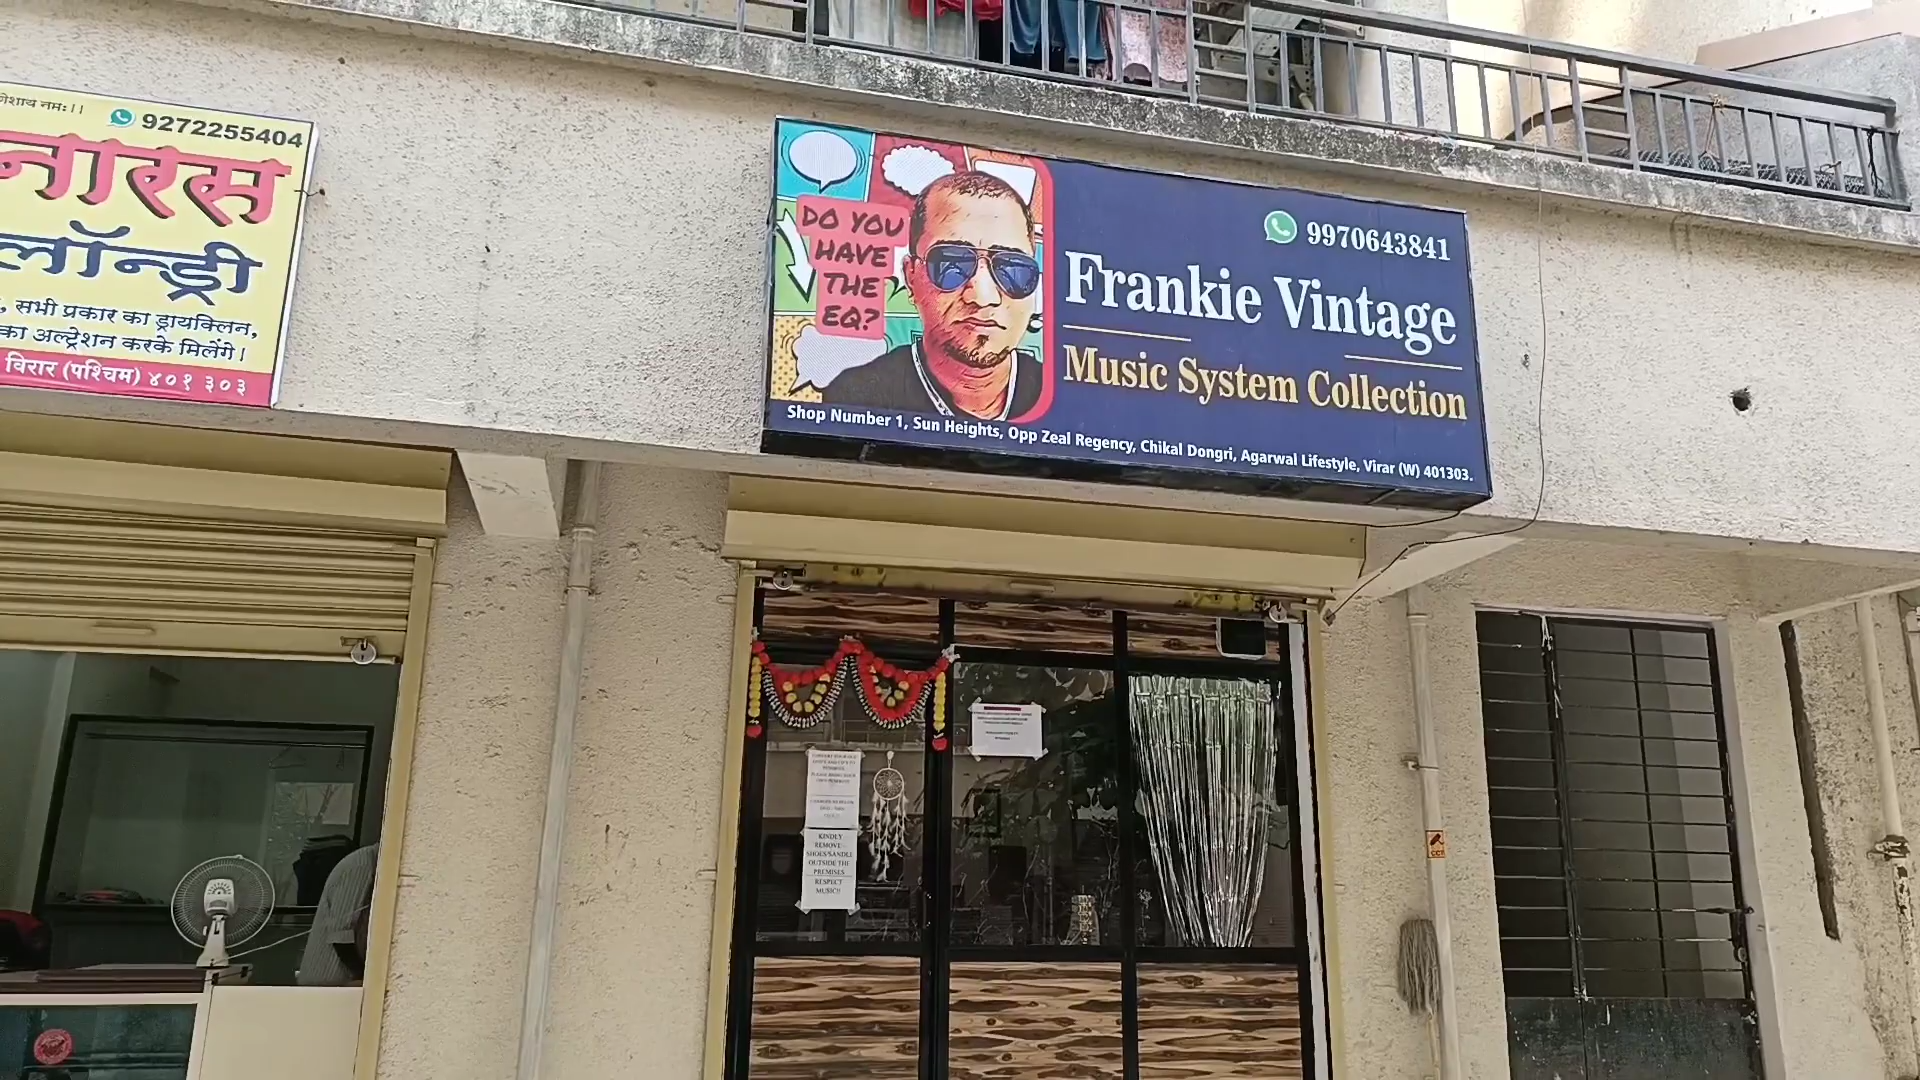 ेशाय नमः।।
9272255404
नारस
लॉन्ड्री
, सभी प्रकार का ड्रायक्लिन,
का अल्ट्रेशन करके मिलेंगे।
विरार (पश्चिम) ४०१ ३०३
DO YOU
HAVE
THE
EQ?
9970643841
Frankie Vintage
Music System Collection
Shop Number 1, Sun Heights, Opp Zeal Regency, Chikal Dongri, Agarwal Lifestyle, Virar (W) 401303.
KINDLY
REMOVE
SHOES/SANDLE
OUTSIDE THE
PREMISES
RESPECT
MUSIC!!